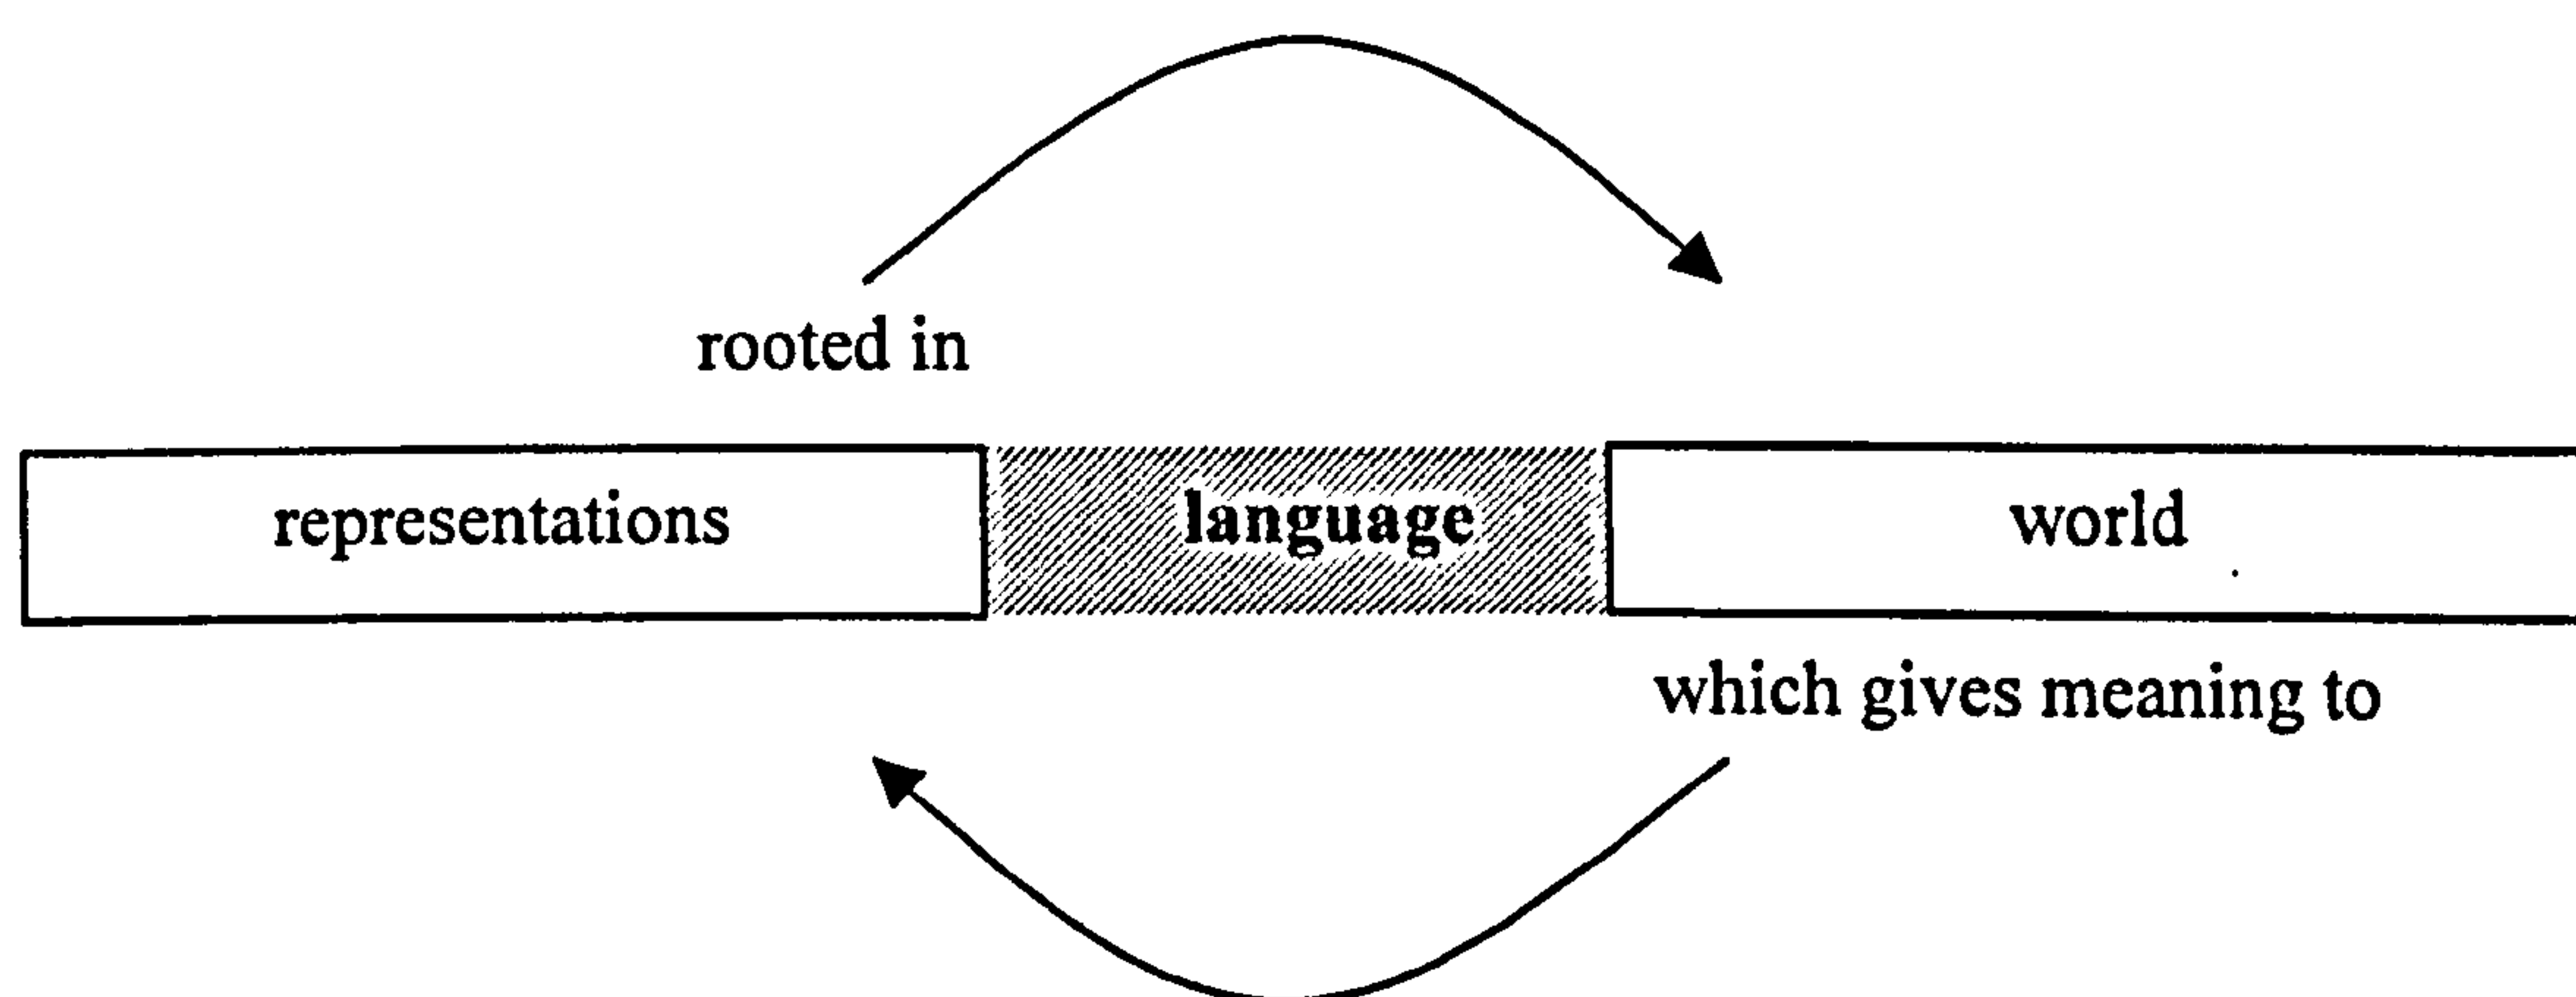 rooted in
representations language world
which gives meaning to